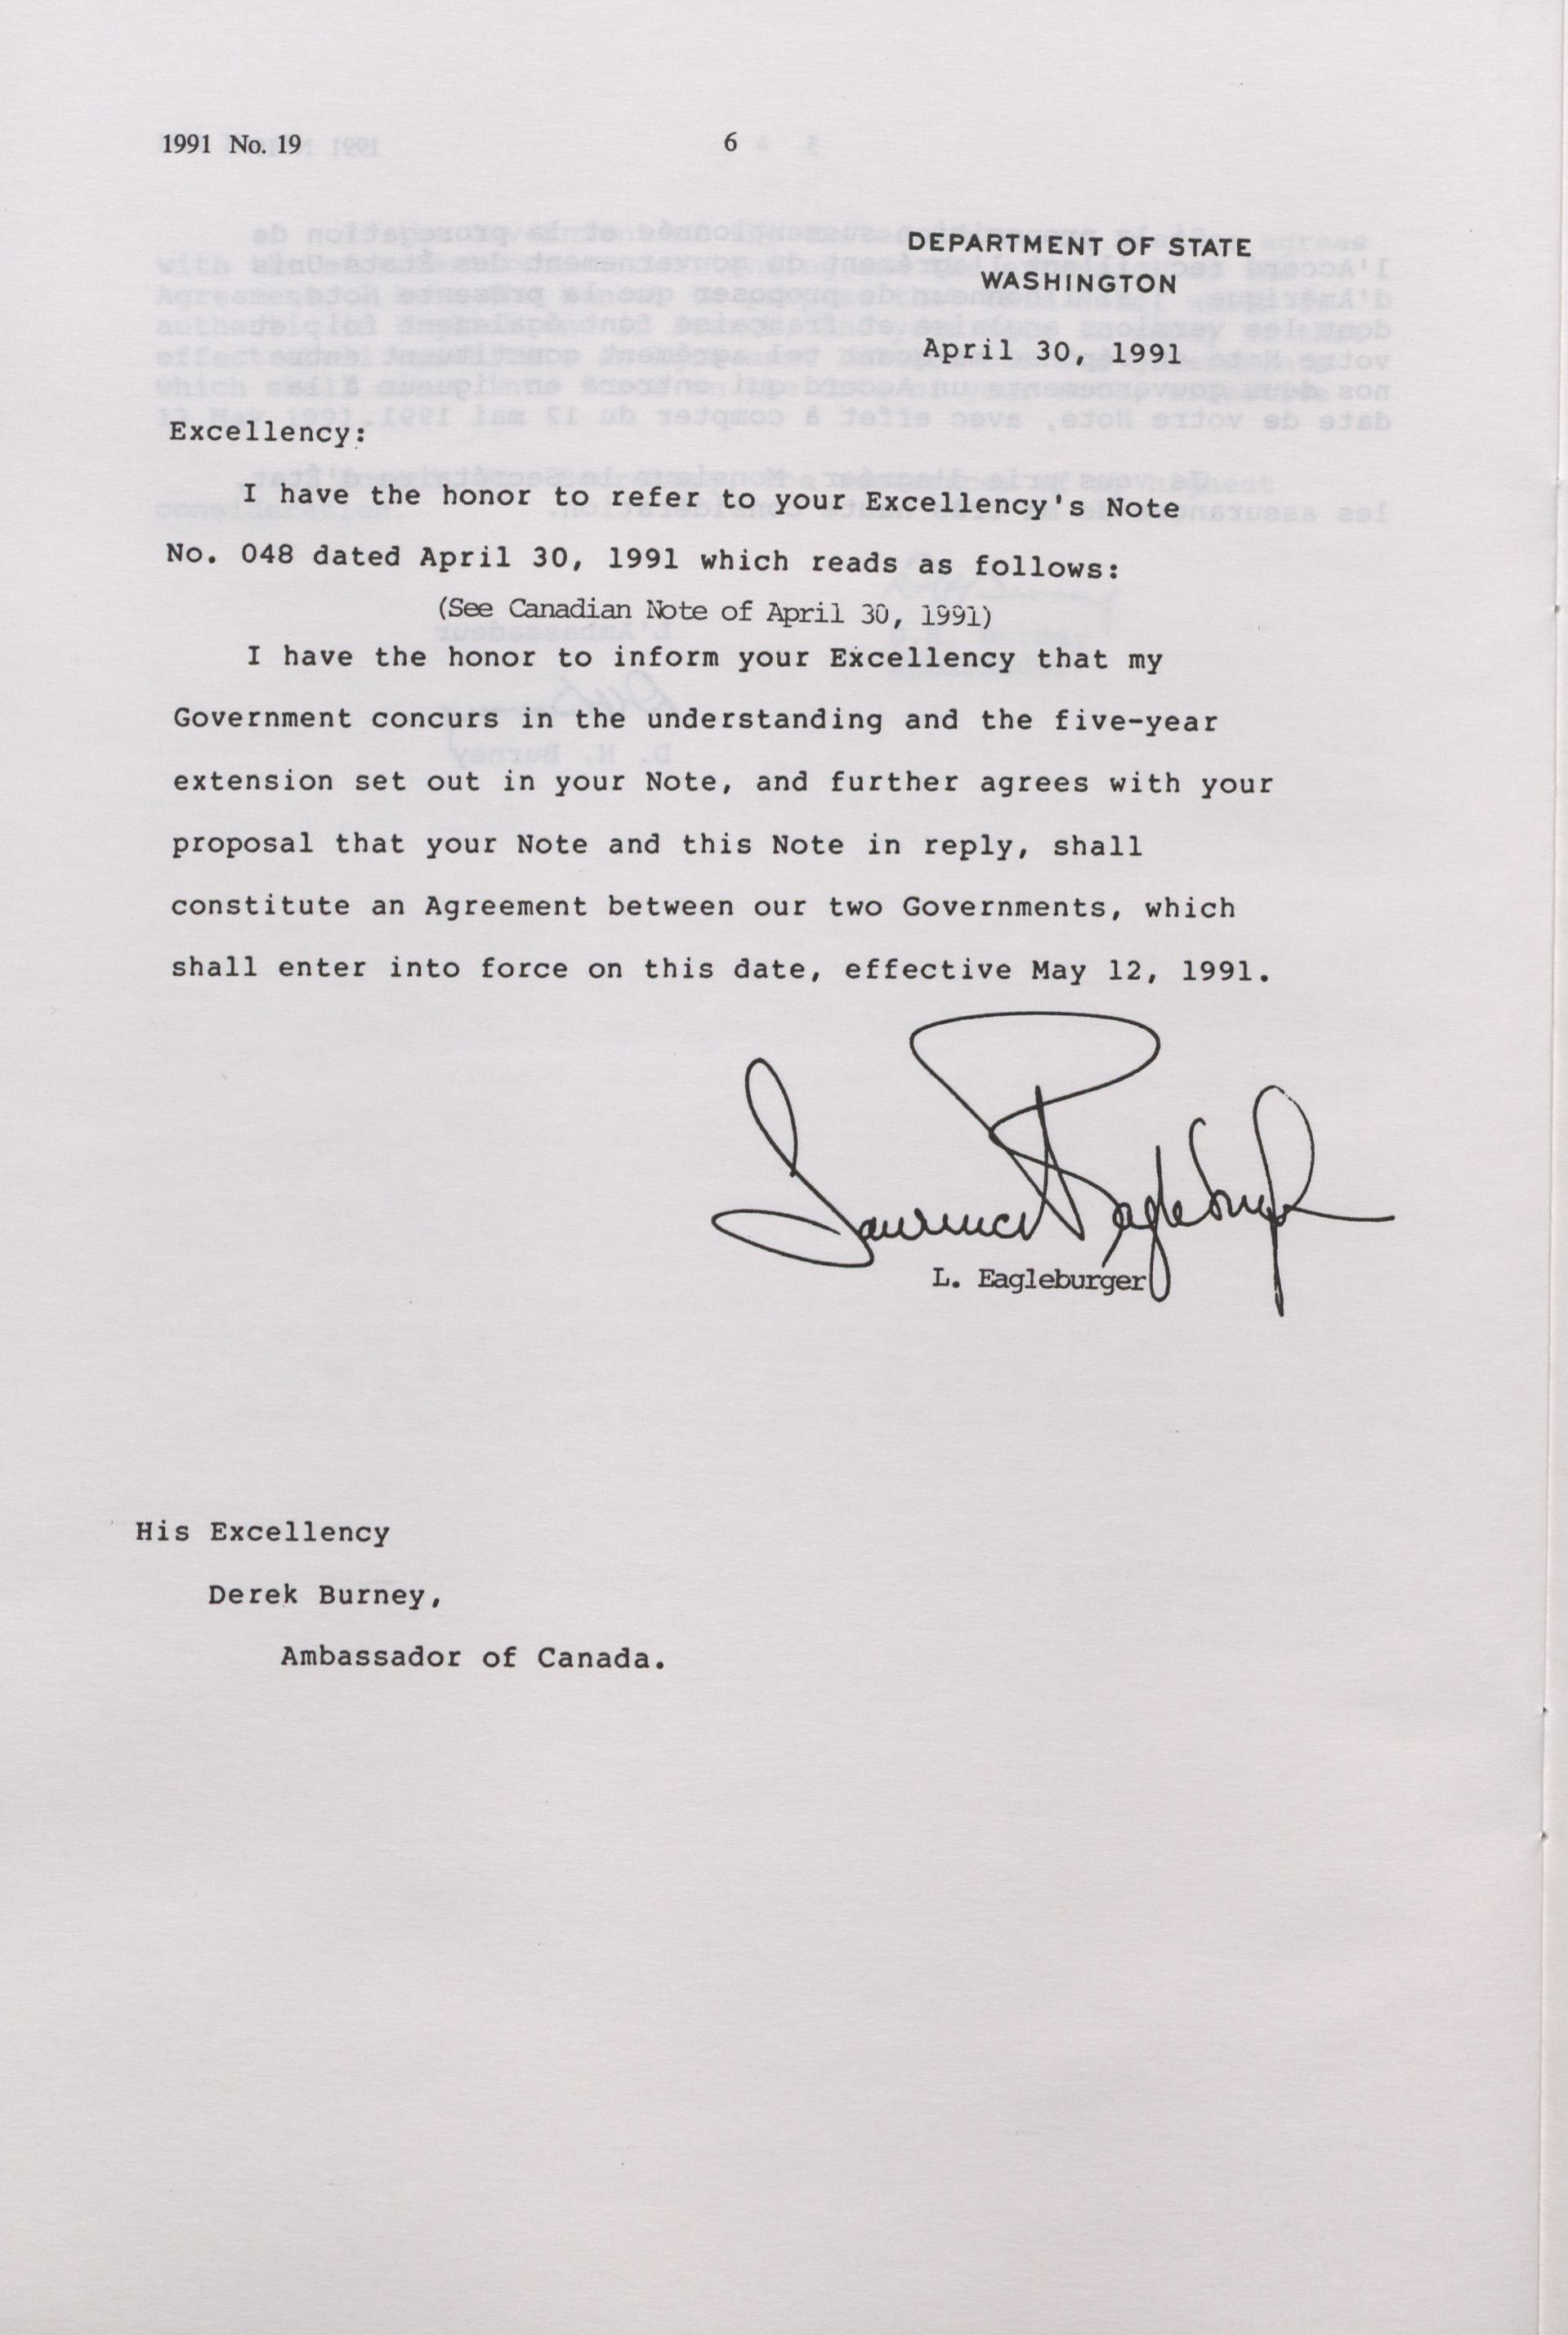 1991 No. 19
6
DEPARTMENT OF STATE
WASHINGTON
April 30, 1991
Excellency:
I have the honor to refer to your Excellency's Note
No. 048 dated April 30, 1991 which reads as follows:
(See Canadian Note of April 30, 1991)
I have the honor to inform your Excellency that my
Government concurs in the understanding and the five-year
extension set out in your Note, and further agrees with your
proposal that your Note and this Note in reply, shall
constitute an Agreement between our two Governments, which
shall enter into force on this date, effective May 12, 1991.
Lawrence Eagleburger
L. Eagleburger
His Excellency
Derek Burney,
Ambassador of Canada.